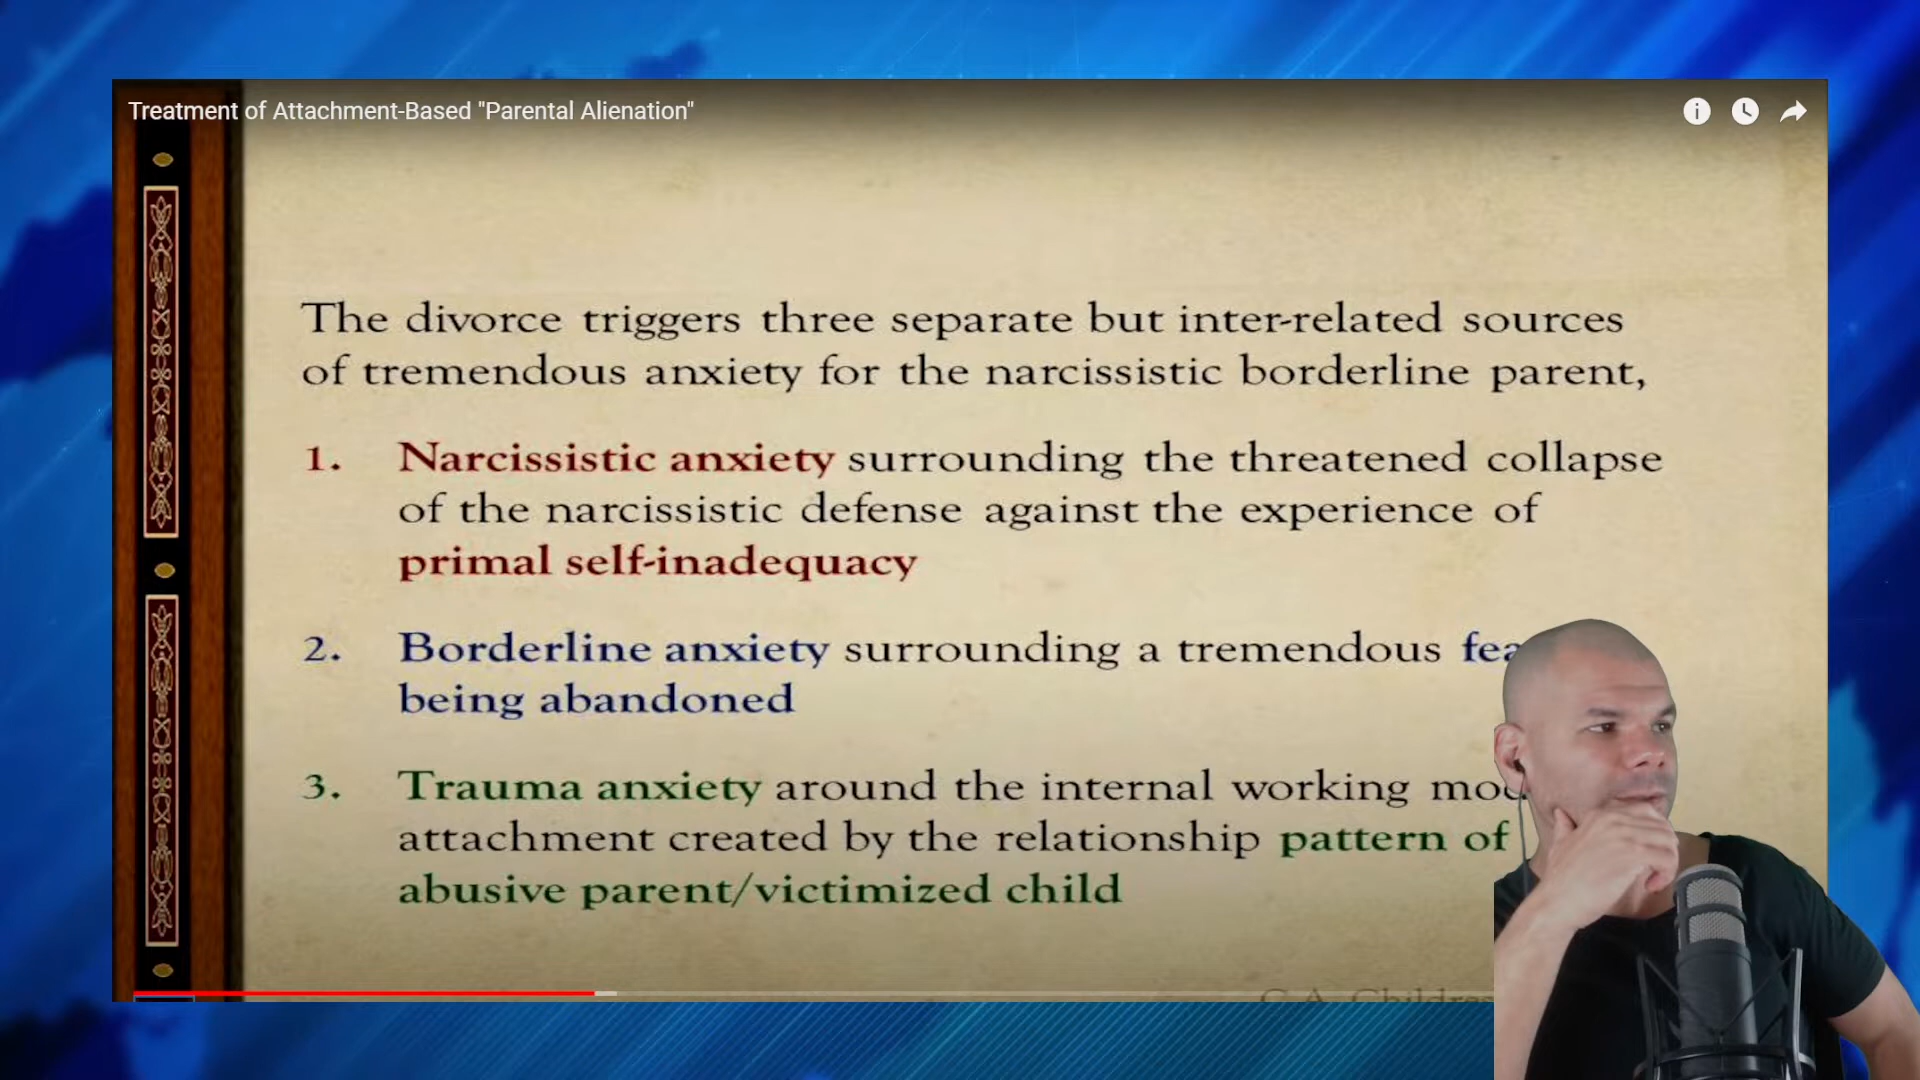 Treatment of Attachment-Based "Parental Alienation"
The divorce triggers three separate but inter-related sources
of tremendous anxiety for the narcissistic borderline parent,
1. Narcissistic anxiety surrounding the threatened collapse
of the narcissistic defense against the experience of
primal self-inadequacy
2. Borderline anxiety surrounding a tremendous
being abandoned
3. Trauma anxiety around the internal working
attachment created by the relationship pattern of
abusive parent/victimized child
C.A.